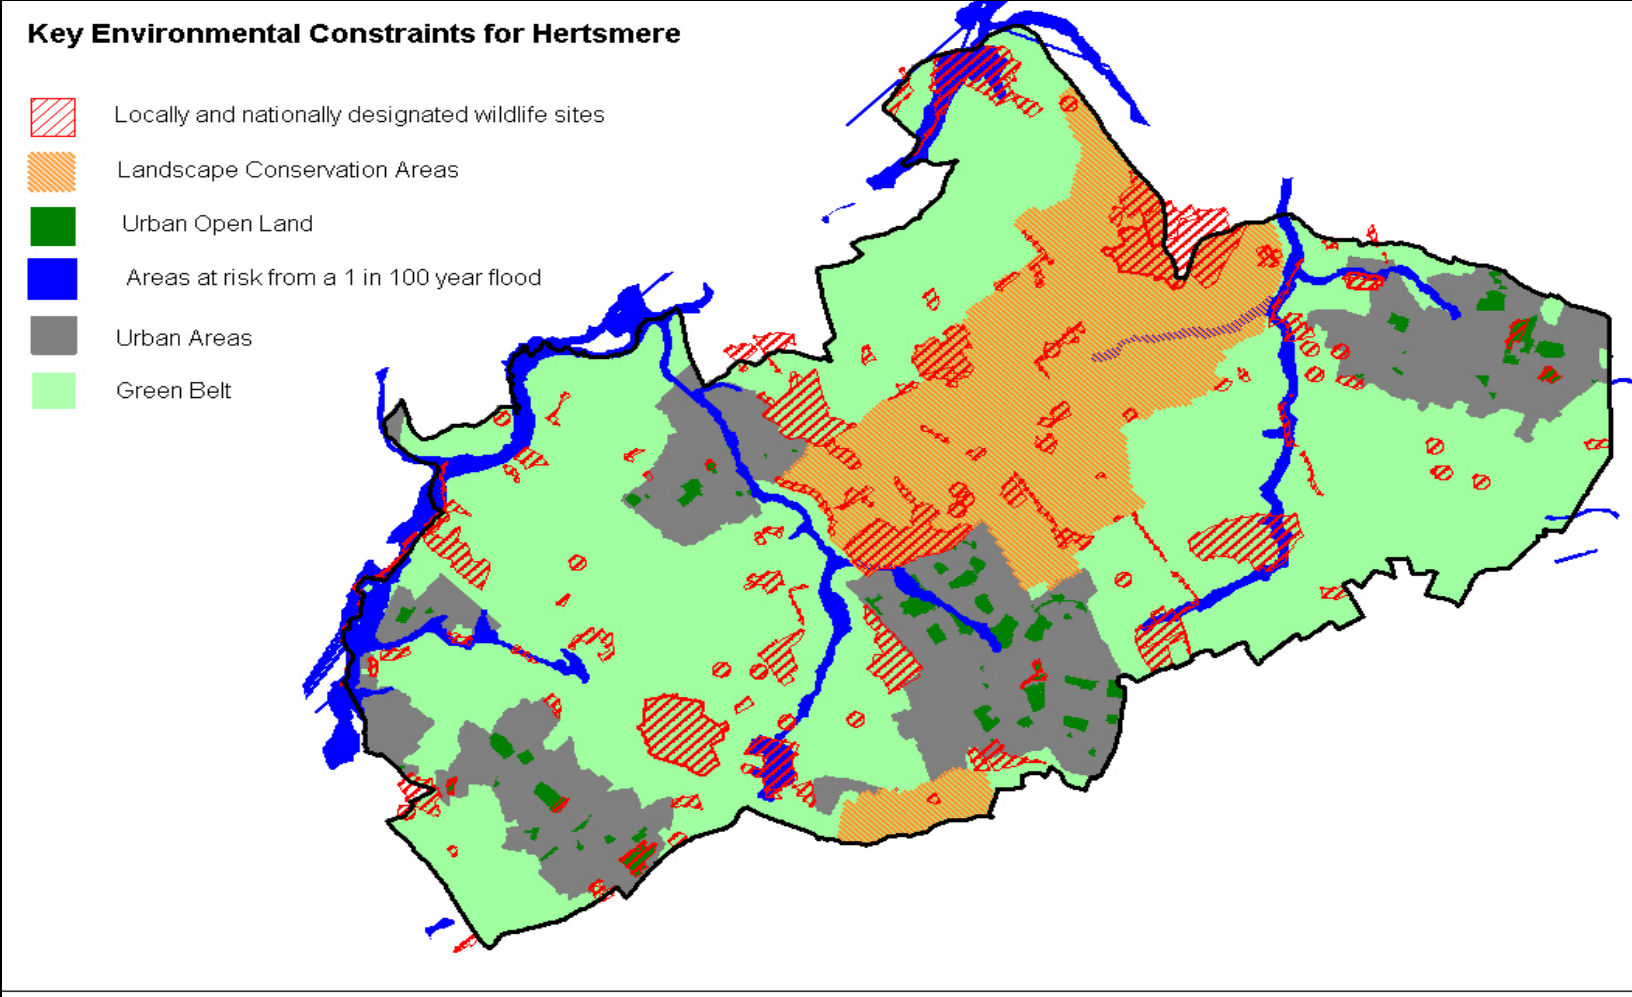 Key Environmental Constraints for Hertsmere
Locally and nationally designated wildlife sites
Landscape Conservation Areas
Urban Open Land
Areas at risk from a 1 in 100 year flood
Urban Areas
Green Belt